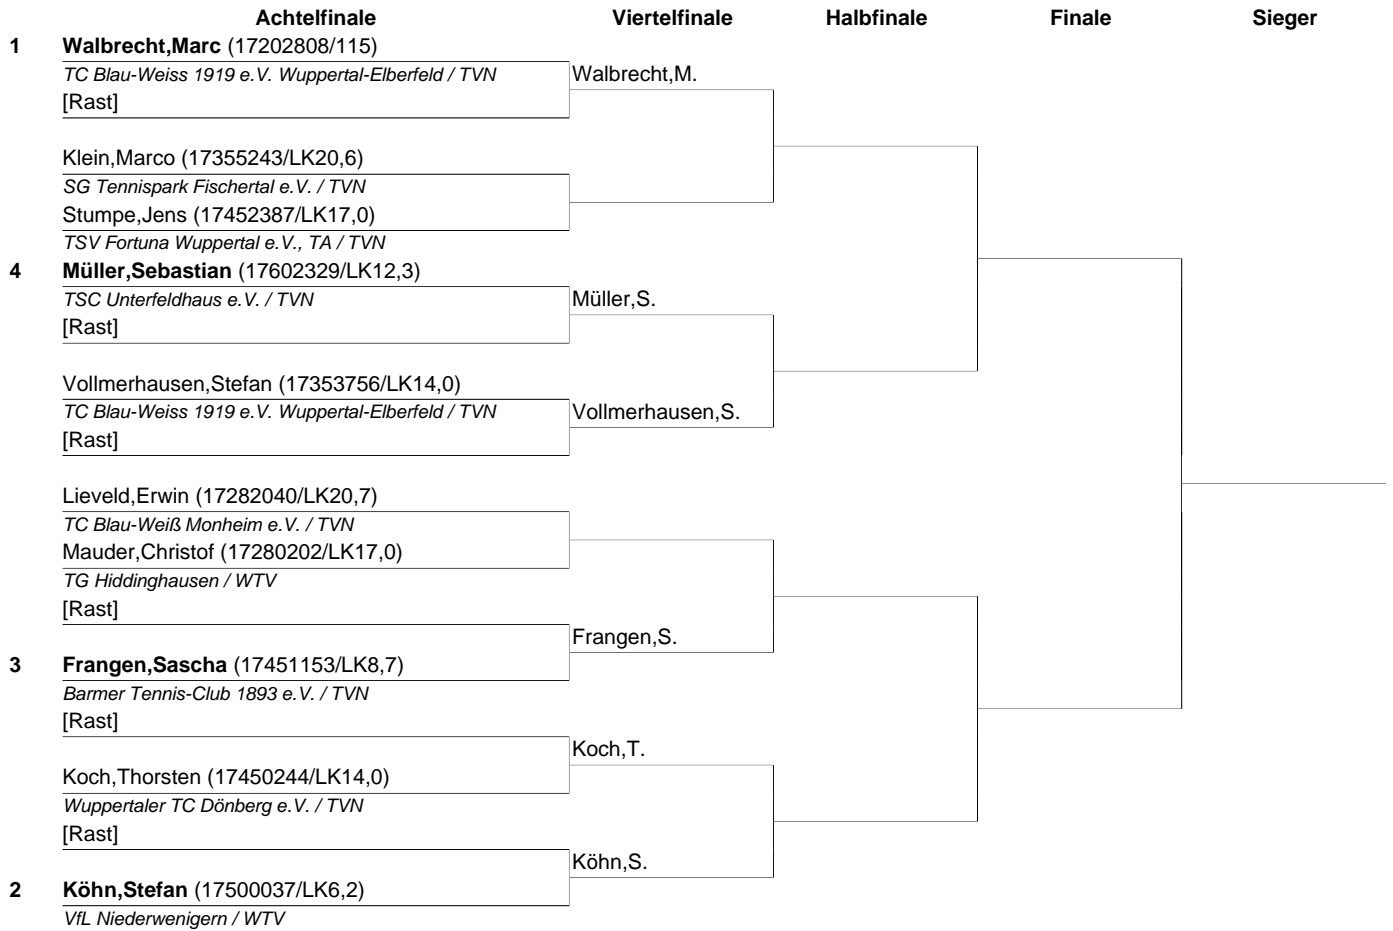 Achtelfinale Viertelfinale Halbfinale Finale Sieger
1 Walbrecht,Marc (17202808/115)
TC Blau-Weiss 1919 e.V. Wuppertal-Elberfeld / TVN Walbrecht,M.
[Rast]
Klein,Marco (17355243/LK20,6)
SG Tennispark Fischertal e.V. / TVN
Stumpe,Jens (17452387/LK17,0)
TSV Fortuna Wuppertal e.V., TA / TVN
4 Müller,Sebastian (17602329/LK12,3)
TSC Unterfeldhaus e.V. / TVN Müller,S.
[Rast]
Vollmerhausen,Stefan (17353756/LK14,0)
TC Blau-Weiss 1919 e.V. Wuppertal-Elberfeld / TVN Vollmerhausen,S.
[Rast]
Lieveld,Erwin (17282040/LK20,7)
TC Blau-Weiß Monheim e.V. / TVN
Mauder,Christof (17280202/LK17,0)
TG Hiddinghausen / WTV
[Rast]
Frangen,S.
3 Frangen,Sascha (17451153/LK8,7)
Barmer Tennis-Club 1893 e.V. / TVN
[Rast]
Koch,T.
Koch,Thorsten (17450244/LK14,0)
Wuppertaler TC Dönberg e.V. / TVN
[Rast]
Köhn,S.
2 Köhn,Stefan (17500037/LK6,2)
VfL Niederwenigern / WTV